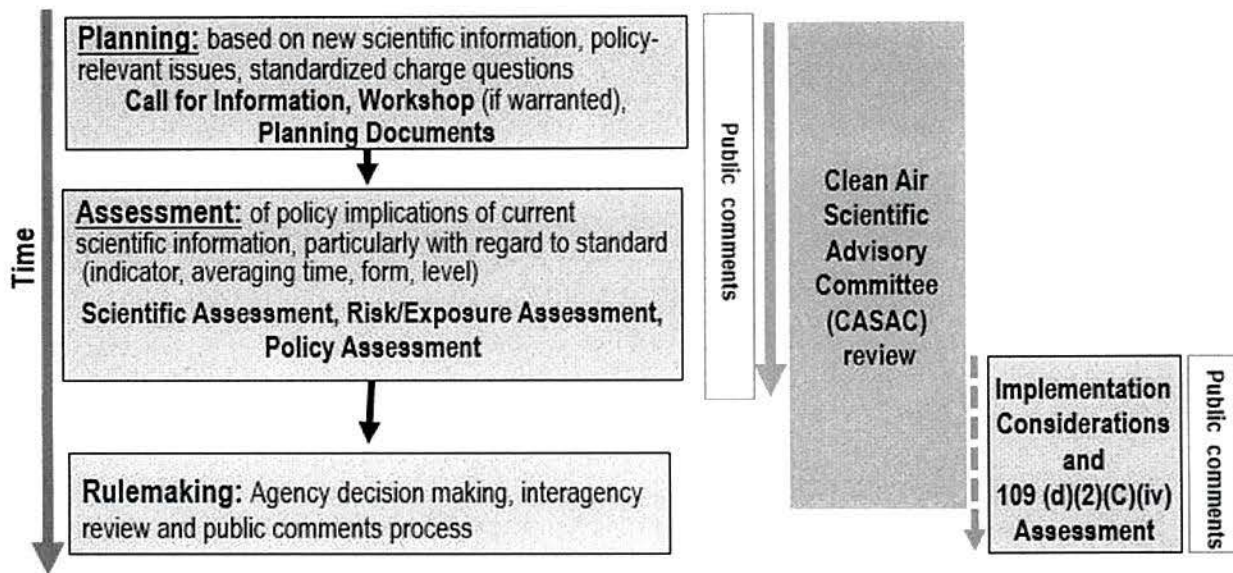 Time
Planning: based on new scientific information, policy-
relevant issues, standardized charge questions
Call for Information, Workshop (if warranted),
Planning Documents
Assessment: of policy implications of current
scientific information, particularly with regard to standard
(indicator, averaging time, form, level)
Scientific Assessment, Risk/Exposure Assessment,
Policy Assessment
Rulemaking: Agency decision making, interagency
review and public comments process
Public comments
Clean Air
Scientific
Advisory
Committee
(CASAC)
review
Implementation
Considerations
and
109 (d)(2)(C)(iv)
Assessment
Public comments